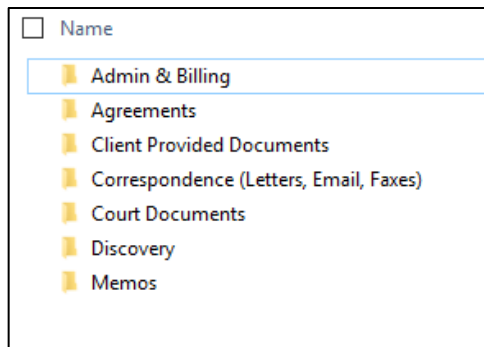 Name
Admin & Billing
Agreements
Client Provided Documents
Correspondence (Letters, Email, Faxes)
Court Documents
Discovery
Memos